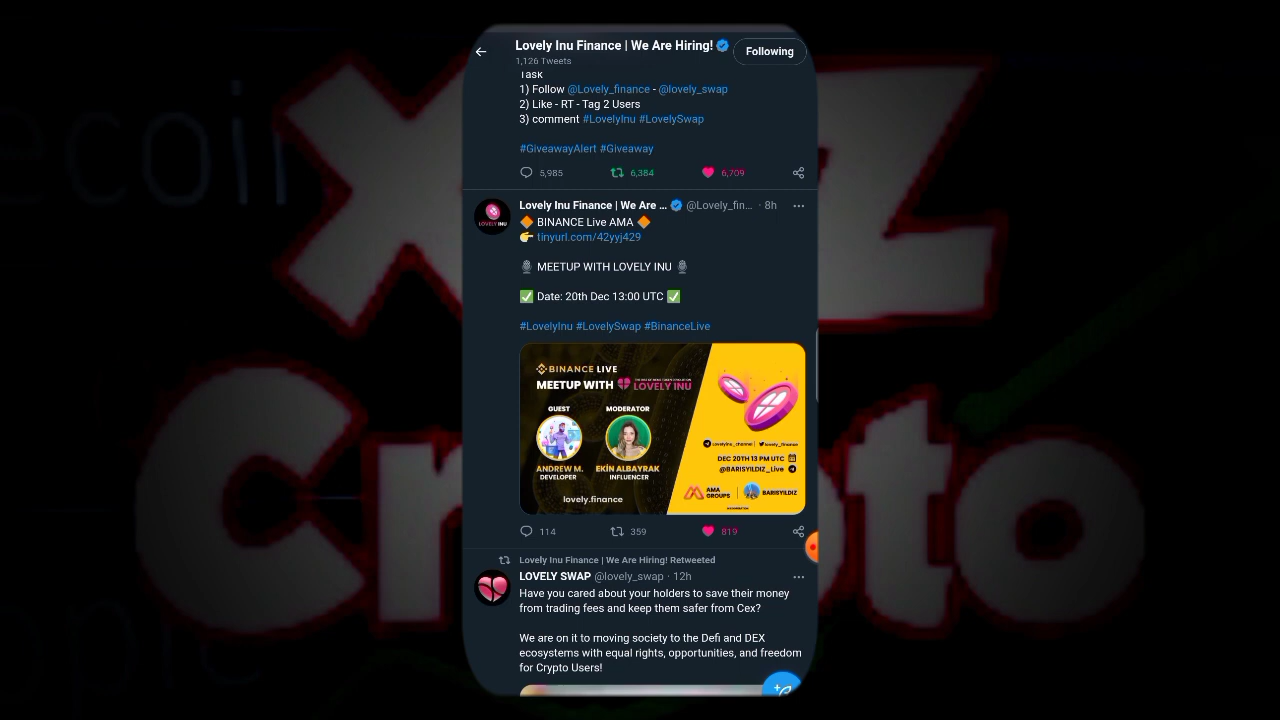 Lovely Inu Finance | We Are Hiring!
Following
1,126 Tweets
Task
1) Follow @Lovely_finance - @lovely_swap
2) Like - RT - Tag 2 Users
3) comment #LovelyInu #LovelySwap
#GiveawayAlert #Giveaway
5,985 6,384 6,709
Lovely Inu Finance | We Are ... @Lovely_fin... · 8h
🔶 BINANCE Live AMA 🔶
👉 tinyurl.com/42yyj429
🎙 MEETUP WITH LOVELY INU 🎙
✅ Date: 20th Dec 13:00 UTC ✅
#LovelyInu #LovelySwap #BinanceLive
BINANCE LIVE
MEETUP WITH LOVELY INU
GUEST MODERATOR
ANDREW M. EKİN ALBAYRAK
DEVELOPER INFLUENCER
lovely.finance
LovelyInu_channel | lovely_finance
DEC 20TH 13 PM UTC
@BARISYILDIZ_Live
AMA GROUPS | BARISYILDIZ
LOVELY INU
114 359 819
Lovely Inu Finance | We Are Hiring! Retweeted
LOVELY SWAP @lovely_swap · 12h
Have you cared about your holders to save their money
from trading fees and keep them safer from Cex?
We are on it to moving society to the Defi and DEX
ecosystems with equal rights, opportunities, and freedom
for Crypto Users!
Crypto